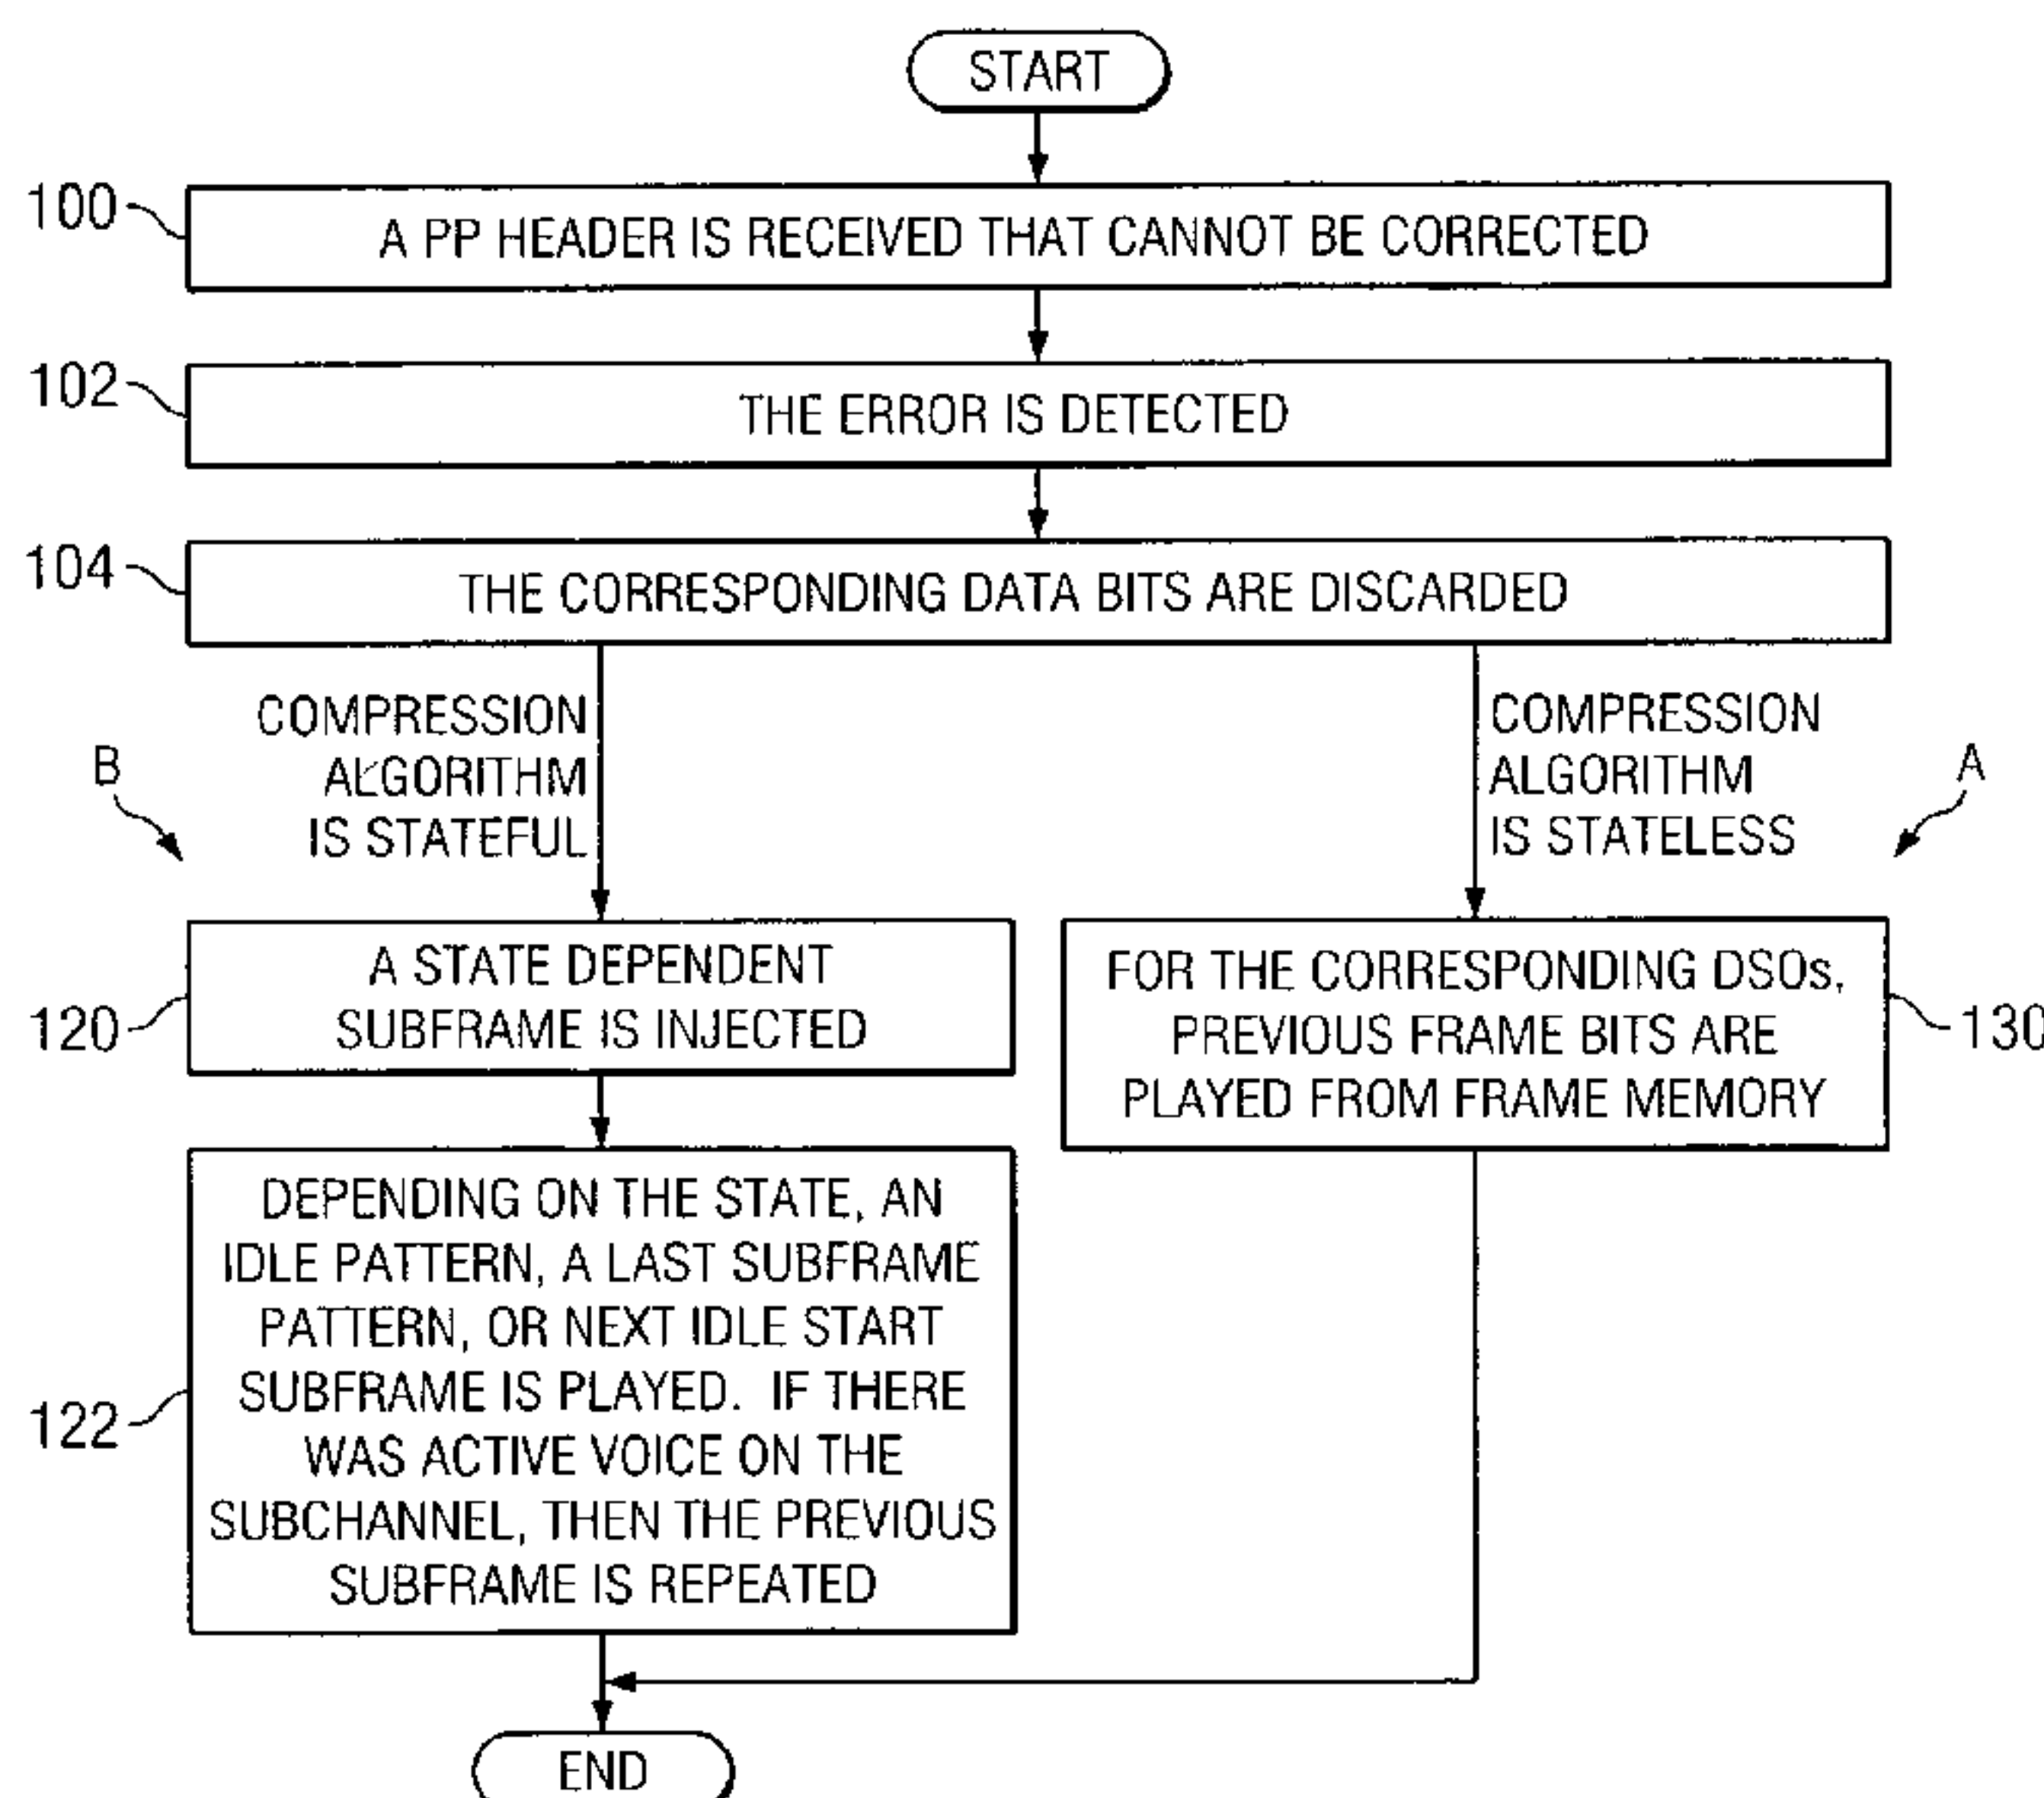 START
100
A PP HEADER IS RECEIVED THAT CANNOT BE CORRECTED
102
THE ERROR IS DETECTED
104
THE CORRESPONDING DATA BITS ARE DISCARDED
COMPRESSION
ALGORITHM
IS STATEFUL
B
COMPRESSION
ALGORITHM
IS STATELESS
A
A STATE DEPENDENT
SUBFRAME IS INJECTED
120
FOR THE CORRESPONDING DSOs,
PREVIOUS FRAME BITS ARE
PLAYED FROM FRAME MEMORY
130
DEPENDING ON THE STATE, AN
IDLE PATTERN, A LAST SUBFRAME
PATTERN, OR NEXT IDLE START
SUBFRAME IS PLAYED. IF THERE
WAS ACTIVE VOICE ON THE
SUBCHANNEL, THEN THE PREVIOUS
SUBFRAME IS REPEATED
122
END